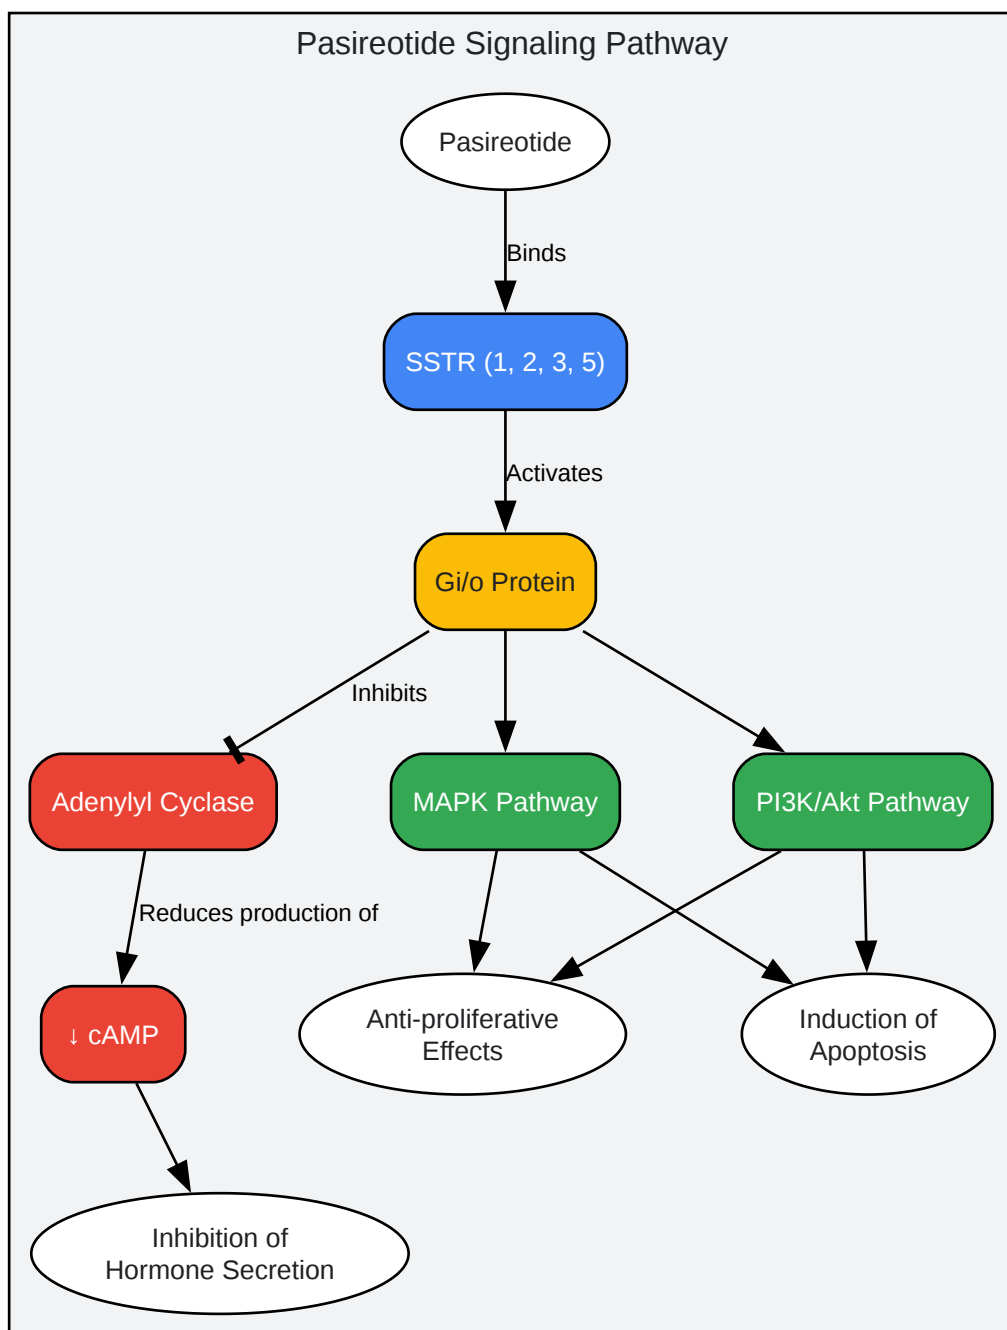 Pasireotide Signaling Pathway
Pasireotide
Binds
SSTR (1, 2, 3, 5)
Activates
Gi/o Protein
Inhibits
Adenylyl Cyclase
MAPK Pathway
PI3K/Akt Pathway
Reduces production of
↓ cAMP
Anti-proliferative
Effects
Induction of
Apoptosis
Inhibition of
Hormone Secretion